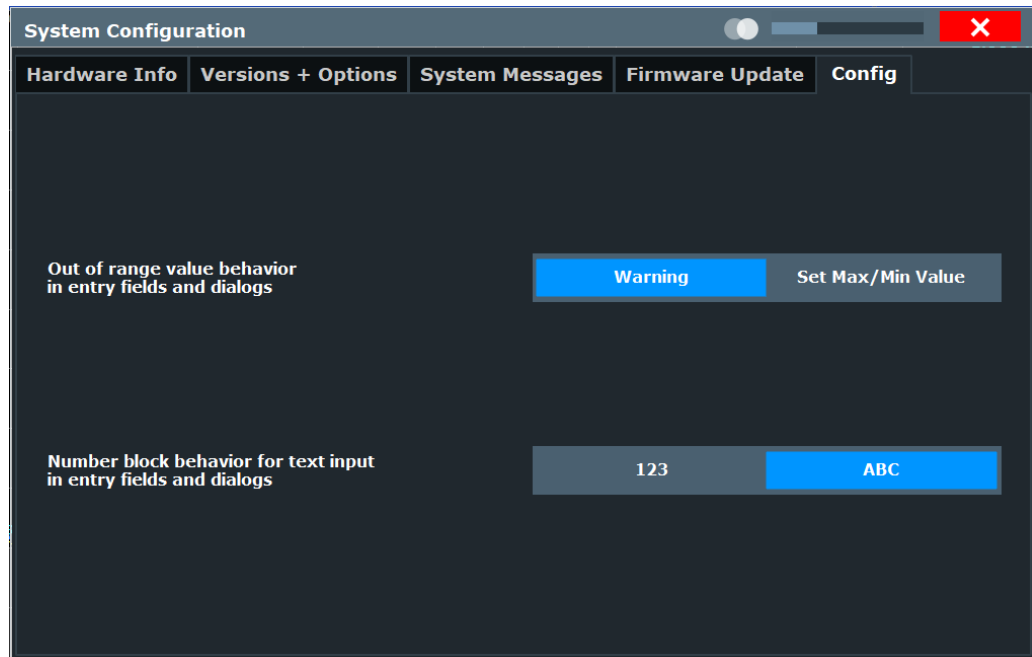 System Configuration
Hardware Info Versions + Options System Messages Firmware Update Config
Out of range value behavior
in entry fields and dialogs
Warning Set Max/Min Value
Number block behavior for text input
in entry fields and dialogs
123 ABC